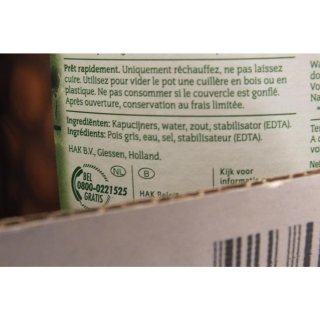 Prêt rapidement. Uniquement réchauffez, ne pas laissez
cuire. Utilisez pour vider le pot une cuillère en bois ou en
plastique. Ne pas consommer si le couvercle est gonflé.
Après ouverture, conservation au frais limitée.
Ingrediënten: Kapucijners, water, zout, stabilisator (EDTA).
Ingrédients: Pois gris, eau, sel, stabilisateur (EDTA).
HAK B.V., Giessen, Holland.
BEL
0800-0221525
GRATIS
NL
B
HAK
Kijk voor
informatie